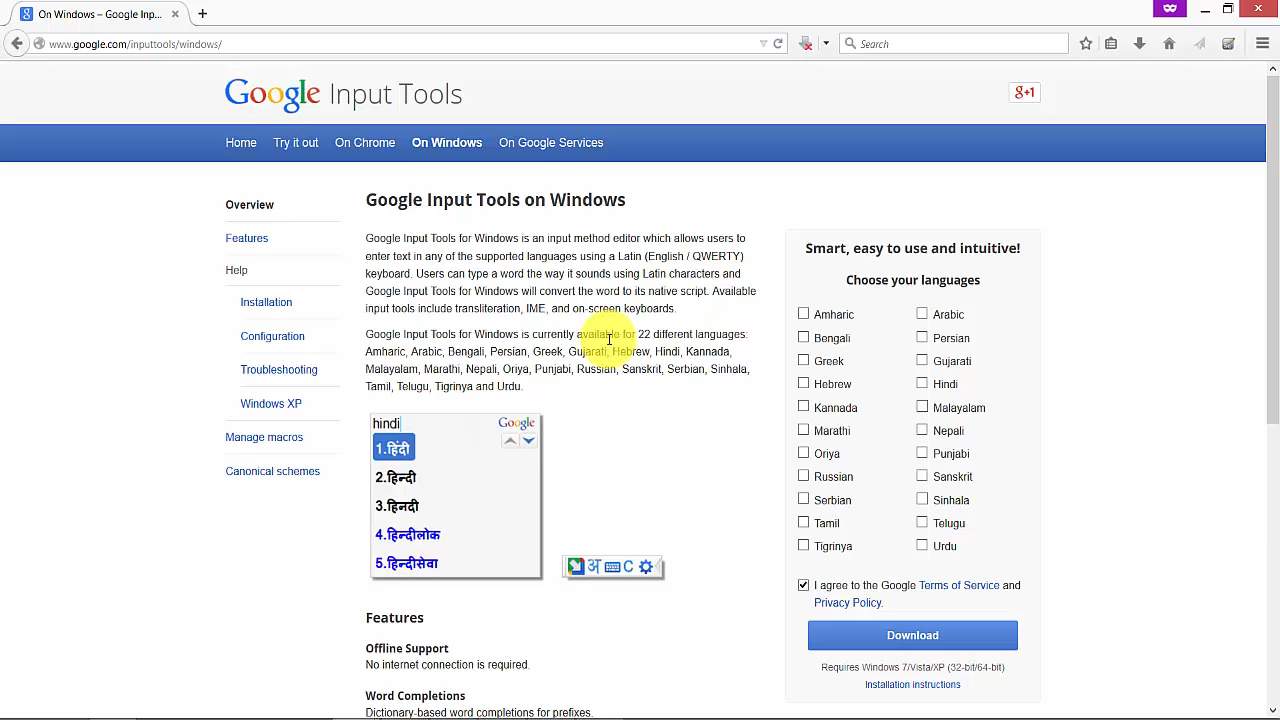 On Windows – Google Inp...
www.google.com/inputtools/windows/
Search
Google Input Tools
g+1
Home Try it out On Chrome On Windows On Google Services
Overview
Features
Help
Installation
Configuration
Troubleshooting
Windows XP
Manage macros
Canonical schemes
Google Input Tools on Windows
Google Input Tools for Windows is an input method editor which allows users to
enter text in any of the supported languages using a Latin (English / QWERTY)
keyboard. Users can type a word the way it sounds using Latin characters and
Google Input Tools for Windows will convert the word to its native script. Available
input tools include transliteration, IME, and on-screen keyboards.
Google Input Tools for Windows is currently available for 22 different languages:
Amharic, Arabic, Bengali, Persian, Greek, Gujarati, Hebrew, Hindi, Kannada,
Malayalam, Marathi, Nepali, Oriya, Punjabi, Russian, Sanskrit, Serbian, Sinhala,
Tamil, Telugu, Tigrinya and Urdu.
hindi Google
1.हिंदी
2.हिन्दी
3.हिनदी
4.हिन्दीलोक
5.हिन्दीसेवा
अ C
Features
Offline Support
No internet connection is required.
Word Completions
Dictionary-based word completions for prefixes.
Smart, easy to use and intuitive!
Choose your languages
Amharic Arabic
Bengali Persian
Greek Gujarati
Hebrew Hindi
Kannada Malayalam
Marathi Nepali
Oriya Punjabi
Russian Sanskrit
Serbian Sinhala
Tamil Telugu
Tigrinya Urdu
I agree to the Google Terms of Service and
Privacy Policy.
Download
Requires Windows 7/Vista/XP (32-bit/64-bit)
Installation instructions